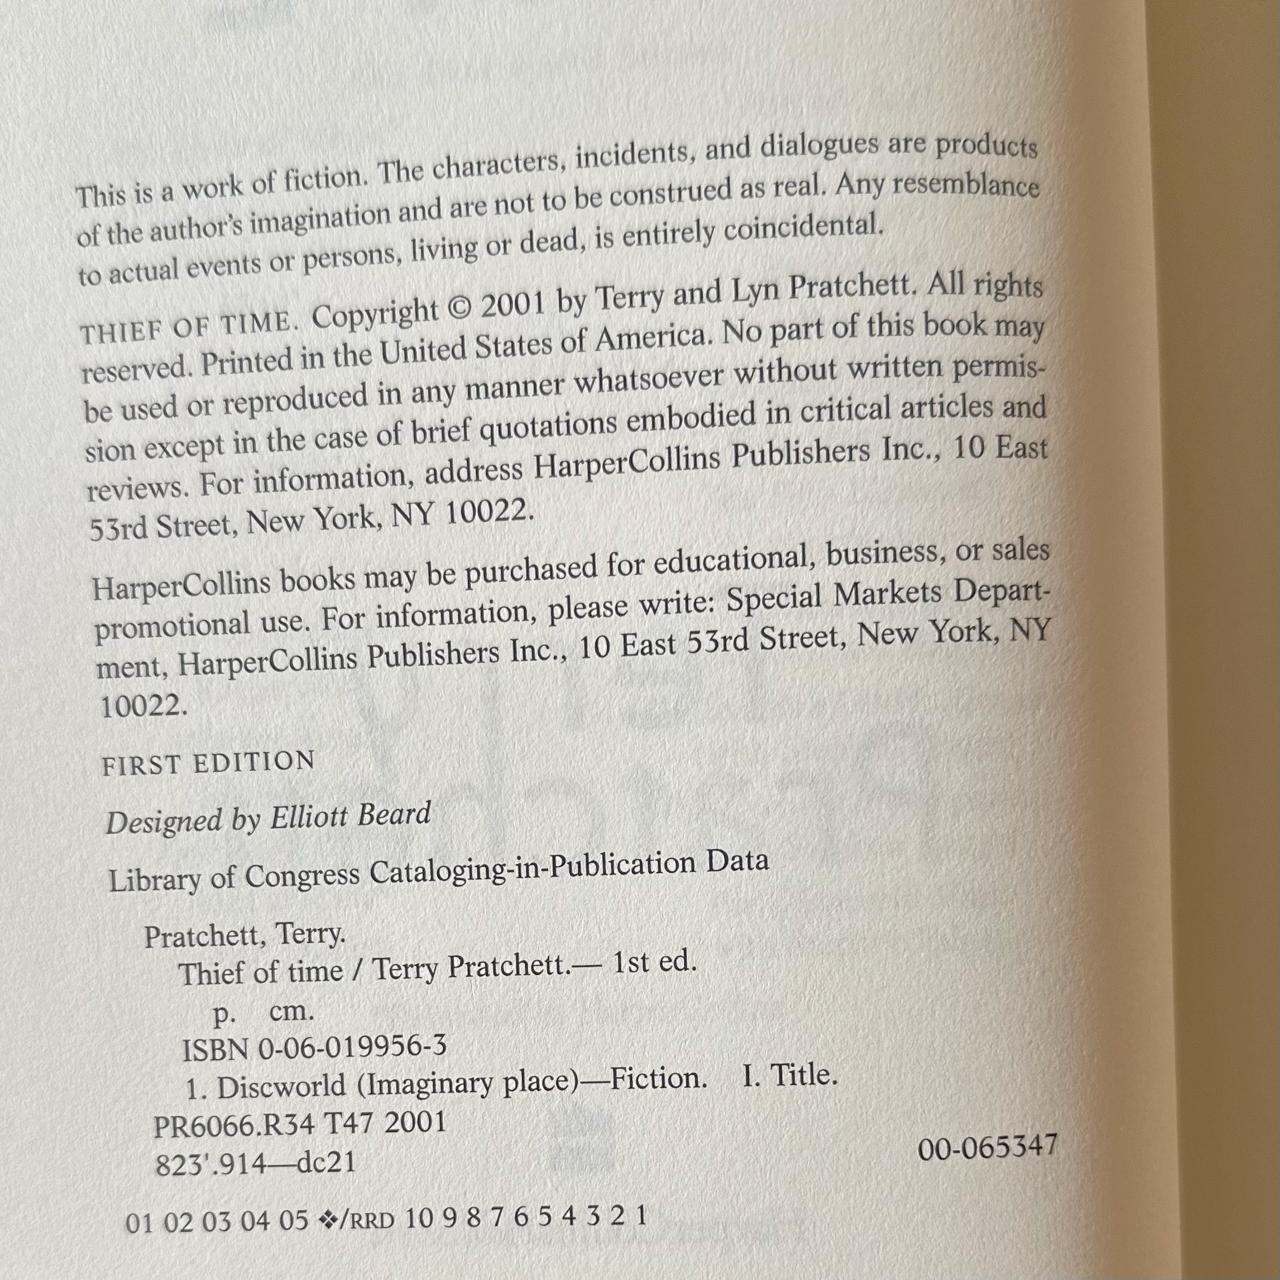 This is a work of fiction. The characters, incidents, and dialogues are products
of the author's imagination and are not to be construed as real. Any resemblance
to actual events or persons, living or dead, is entirely coincidental.
THIEF OF TIME. Copyright © 2001 by Terry and Lyn Pratchett. All rights
reserved. Printed in the United States of America. No part of this book may
be used or reproduced in any manner whatsoever without written permis-
sion except in the case of brief quotations embodied in critical articles and
reviews. For information, address HarperCollins Publishers Inc., 10 East
53rd Street, New York, NY 10022.
HarperCollins books may be purchased for educational, business, or sales
promotional use. For information, please write: Special Markets Depart-
ment, HarperCollins Publishers Inc., 10 East 53rd Street, New York, NY
10022.
FIRST EDITION
Designed by Elliott Beard
Library of Congress Cataloging-in-Publication Data
Pratchett, Terry.
Thief of time / Terry Pratchett.— 1st ed.
p. cm.
ISBN 0-06-019956-3
1. Discworld (Imaginary place)—Fiction. I. Title.
PR6066.R34 T47 2001
823'.914—dc21 00-065347
01 02 03 04 05 ❖/RRD 10 9 8 7 6 5 4 3 2 1